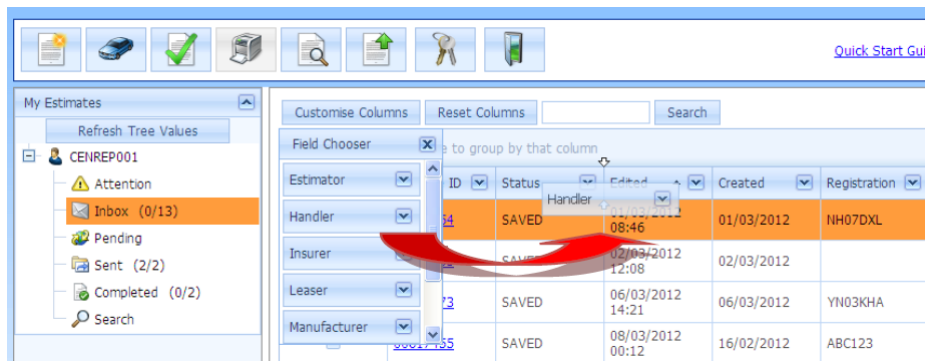 Quick Start Gui
My Estimates
Refresh Tree Values
CENREP001
Attention
Inbox (0/13)
Pending
Sent (2/2)
Completed (0/2)
Search
Customise Columns Reset Columns Search
Field Chooser
e to group by that column
Estimator
Handler
Insurer
Leaser
Manufacturer
ID Status Edited Created Registration
Handler
64 SAVED 01/03/2012 08:46 01/03/2012 NH07DXL
02/03/2012 12:08 02/03/2012
73 SAVED 06/03/2012 14:21 06/03/2012 YN03KHA
SAVED 08/03/2012 00:12 16/02/2012 ABC123